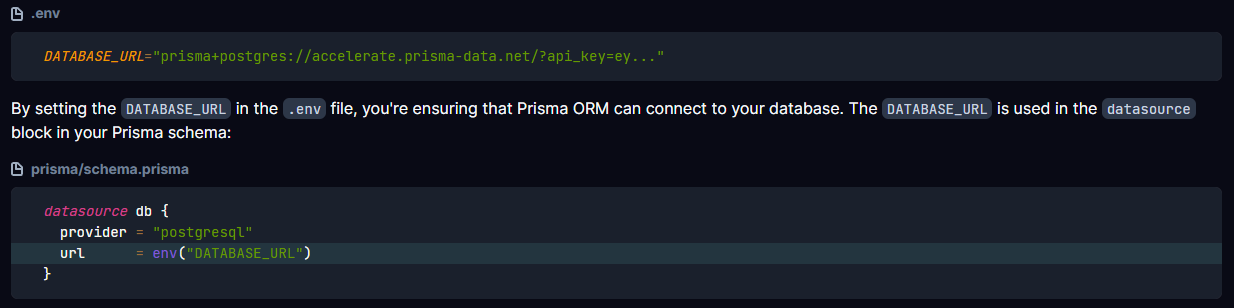 .env
DATABASE_URL="prisma+postgres://accelerate.prisma-data.net/?api_key=ey..."
By setting the DATABASE_URL in the .env file, you're ensuring that Prisma ORM can connect to your database. The DATABASE_URL is used in the datasource
block in your Prisma schema:
prisma/schema.prisma
datasource db {
  provider = "postgresql"
  url      = env("DATABASE_URL")
}